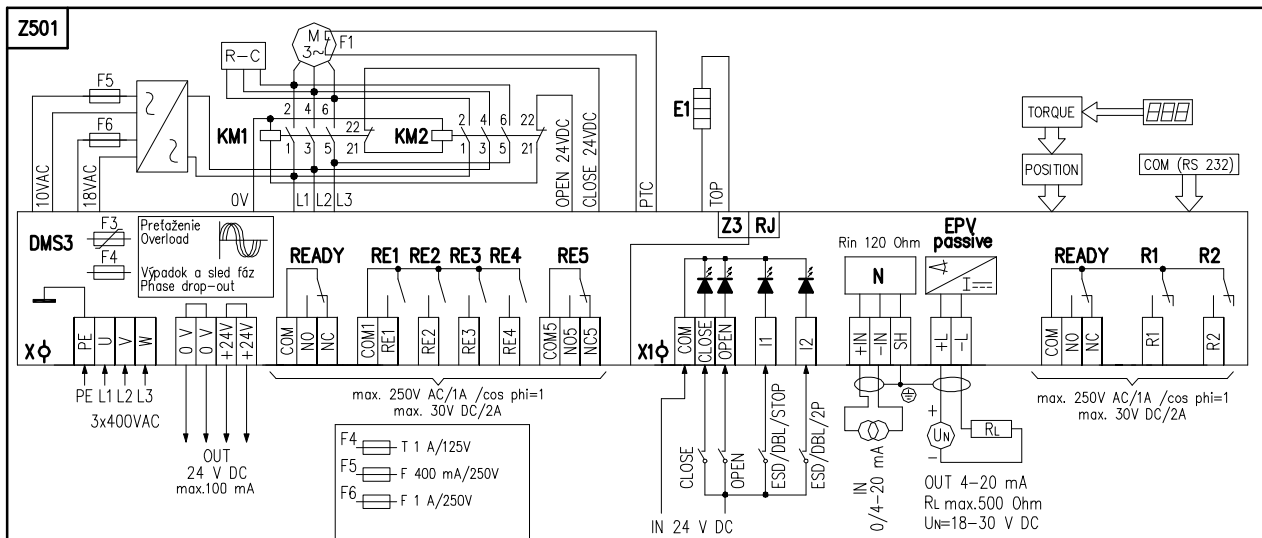 Z501
R-C
M
3~
F1
F5
F6
2 4 6
KM1
1 3 5
22
21
KM2
2 4 6
1 3 5
22
21
E1
TORQUE
POSITION
COM (RS 232)
10VAC
18VAC
0V
L1 L2 L3
OPEN 24VDC
CLOSE 24VDC
PTC
TOP
DMS3
F3
Preťaženie
Overload
F4
Výpadok a sled fáz
Phase drop-out
READY
RE1 RE2 RE3 RE4
RE5
Z3 RJ
Rin 120 Ohm
N
EPV
passive
I
READY
R1
R2
X
PE
U
V
W
0 V
0 V
+24V
+24V
COM
NO
NC
COM1
RE1
RE2
RE3
RE4
COM5
NO5
NC5
X1
COM
CLOSE
OPEN
I1
I2
+IN
-IN
SH
+L
-L
COM
NO
NC
R1
R2
PE L1 L2 L3
3x400VAC
OUT
24 V DC
max.100 mA
max. 250V AC/1A /cos phi=1
max. 30V DC/2A
F4 T 1 A/125V
F5 F 400 mA/250V
F6 F 1 A/250V
CLOSE
OPEN
ESD/DBL/STOP
ESD/DBL/2P
IN 24 V DC
IN
0/4-20 mA
+
UN
-
RL
OUT 4-20 mA
RL max.500 Ohm
UN=18-30 V DC
max. 250V AC/1A /cos phi=1
max. 30V DC/2A